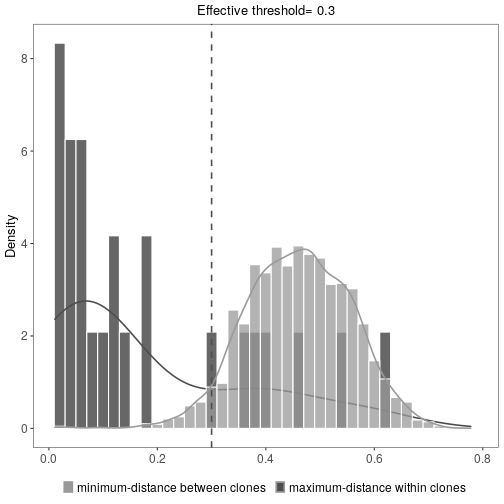 Effective threshold= 0.3
Density
8
6
4
2
0
0.0 0.2 0.4 0.6 0.8
minimum-distance between clones maximum-distance within clones